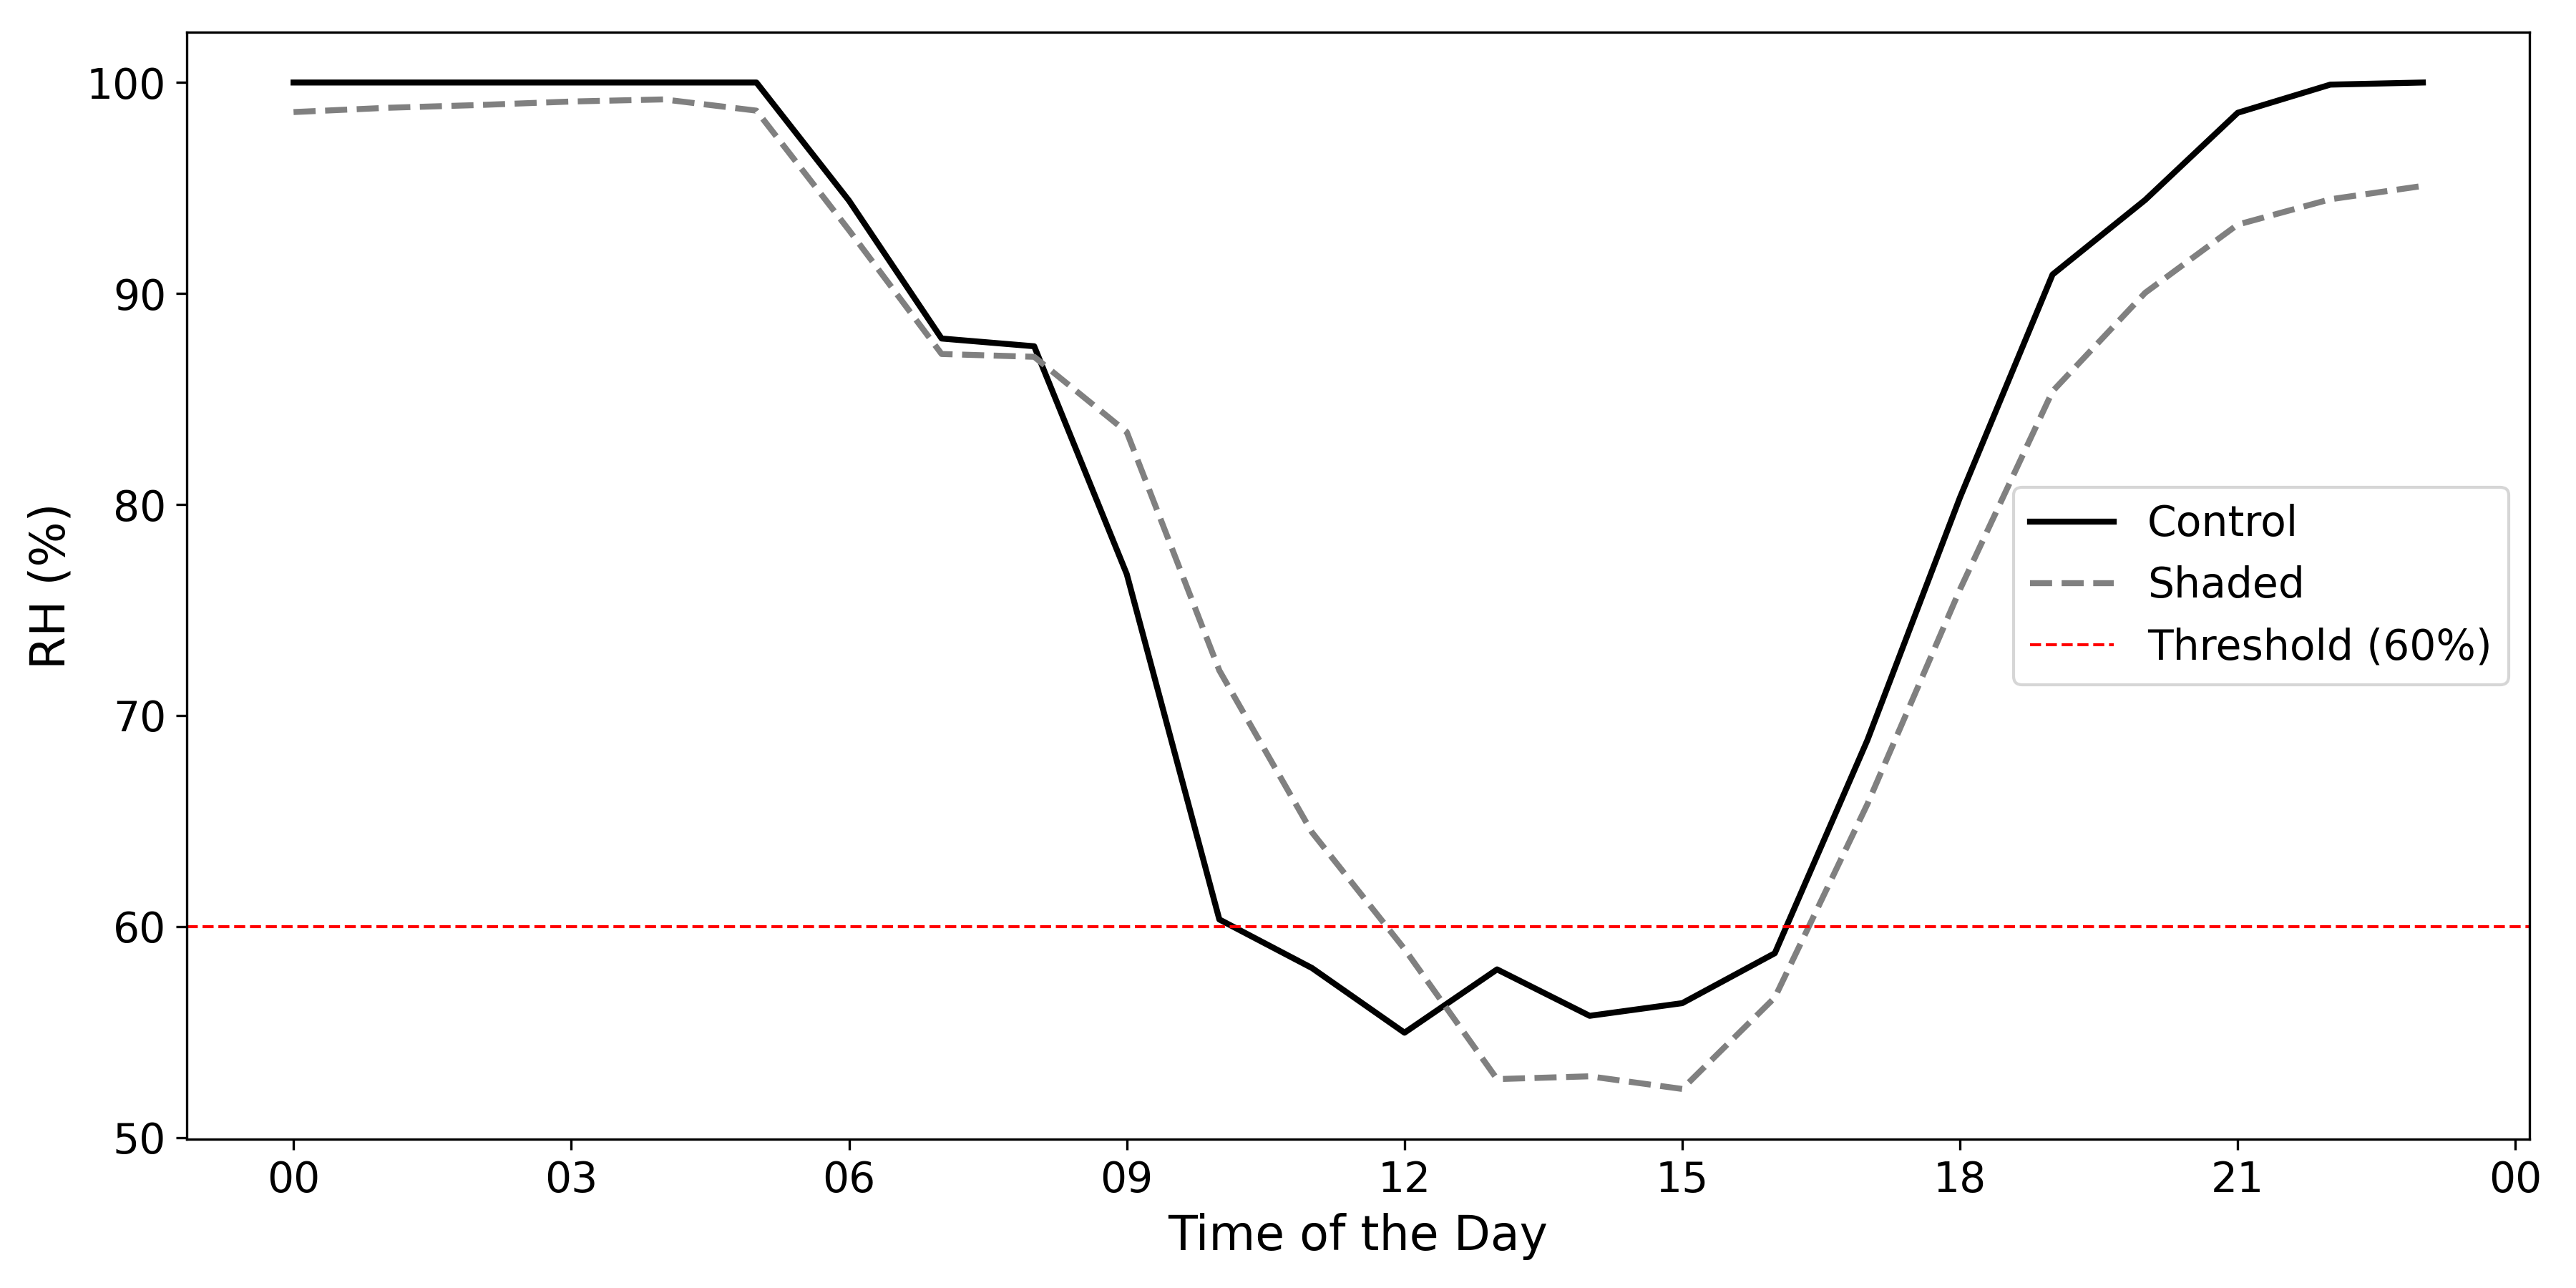 100
90
80
70
60
50
RH (%)
Control
Shaded
Threshold (60%)
00 03 06 09 12 15 18 21 00
Time of the Day